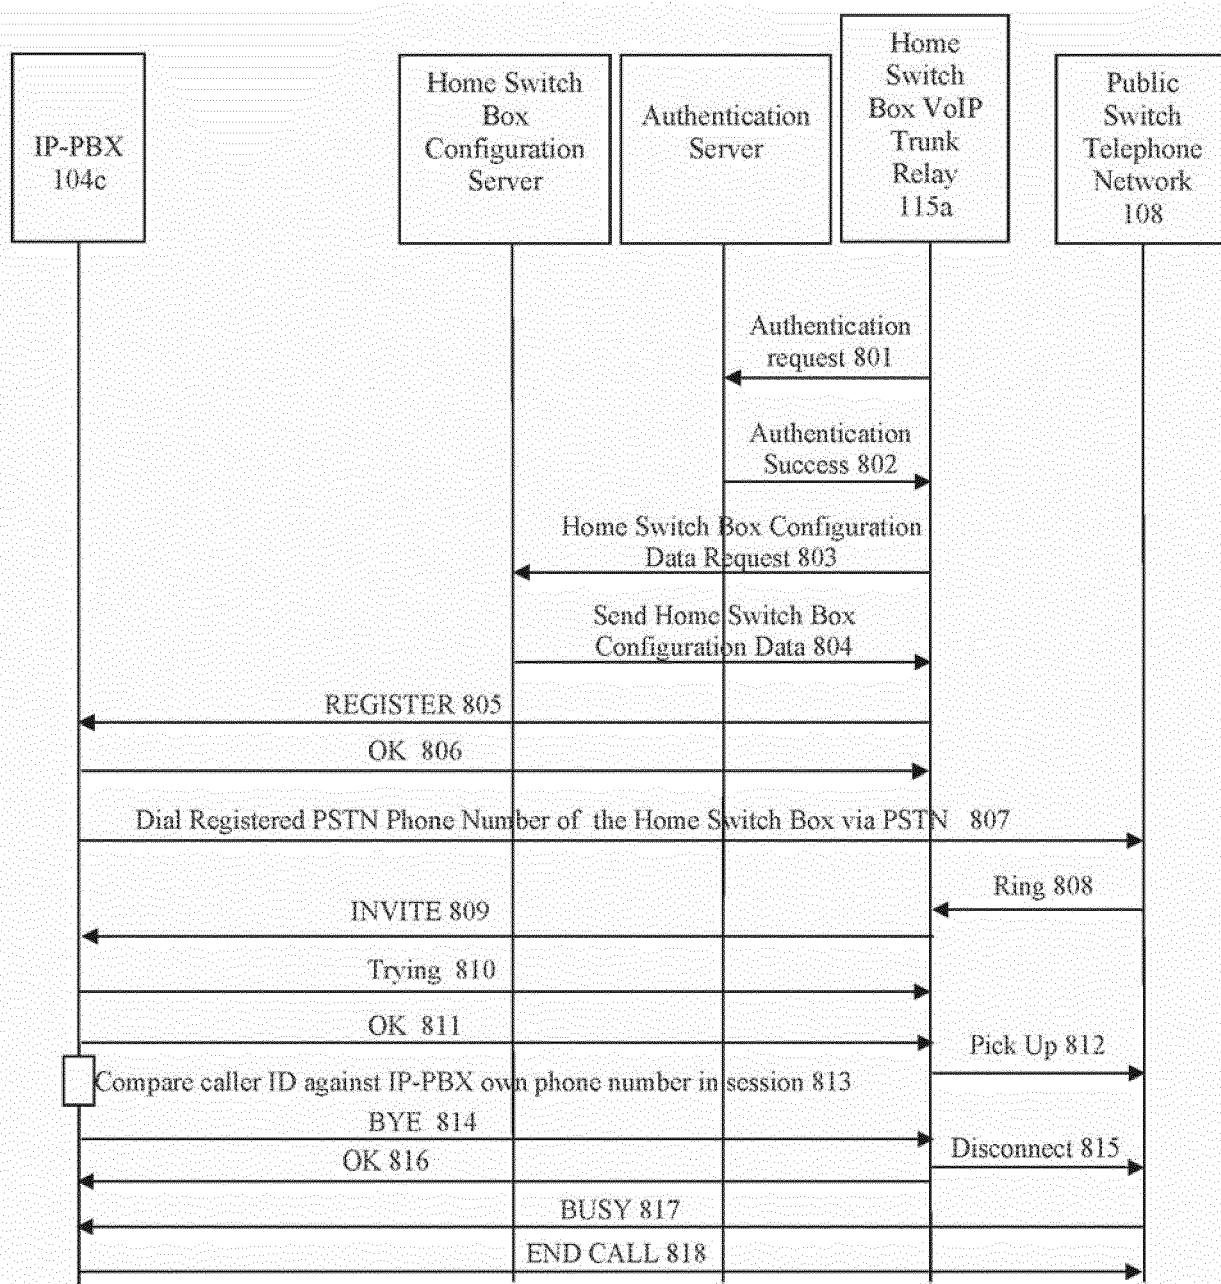 IP-PBX
104c
Home Switch
Box
Configuration
Server
Authentication
Server
Home
Switch
Box VoIP
Trunk
Relay
115a
Public
Switch
Telephone
Network
108
Authentication
request 801
Authentication
Success 802
Home Switch Box Configuration
Data Request 803
Send Home Switch Box
Configuration Data 804
REGISTER 805
OK 806
Dial Registered PSTN Phone Number of the Home Switch Box via PSTN 807
Ring 808
INVITE 809
Trying 810
OK 811
Pick Up 812
Compare caller ID against IP-PBX own phone number in session 813
BYE 814
Disconnect 815
OK 816
BUSY 817
END CALL 818